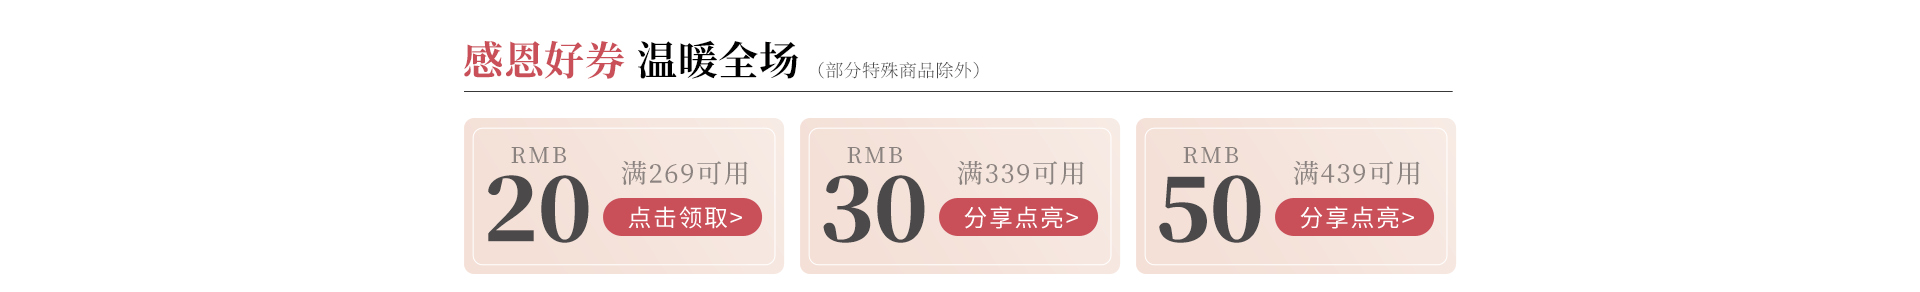 感恩好券 温暖全场 （部分特殊商品除外）
RMB
20
满269可用
点击领取>
RMB
30
满339可用
分享点亮>
RMB
50
满439可用
分享点亮>